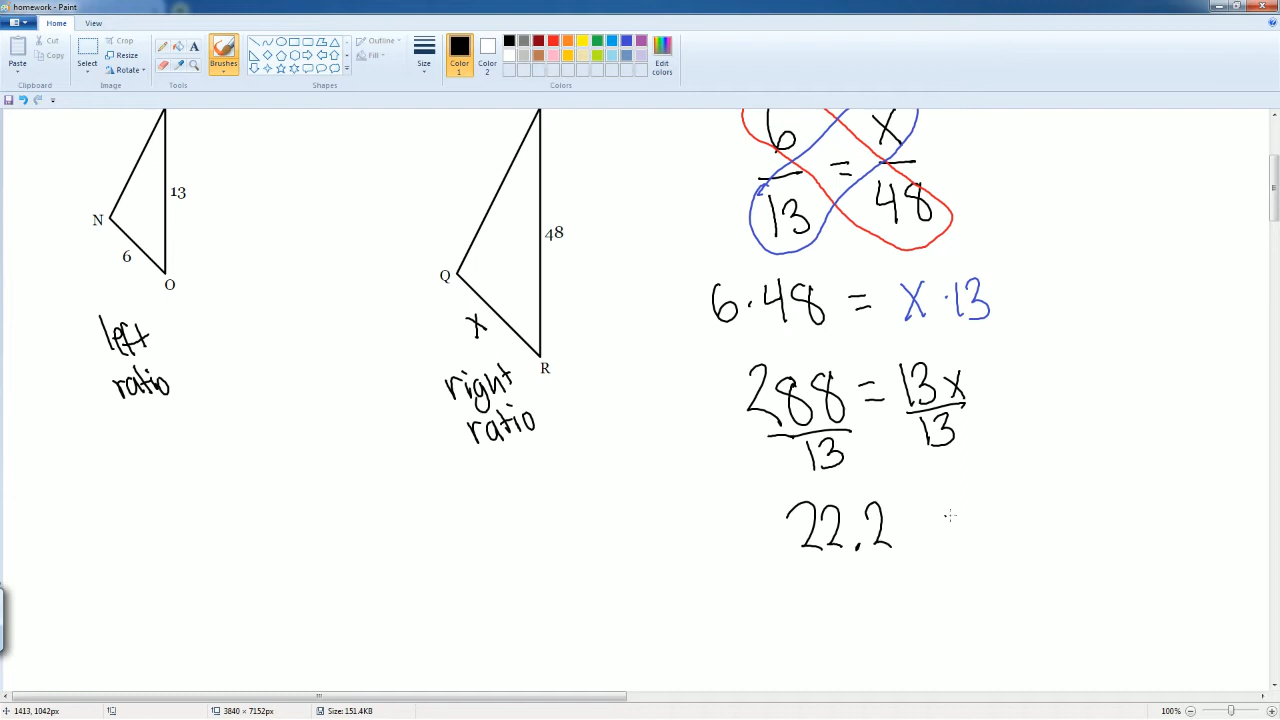 homework - Paint
Home View
Paste
Cut
Copy
Clipboard
Select
Crop
Resize
Rotate
Image
A
Tools
Brushes
Outline
Fill
Shapes
Size
Color 1
Color 2
Edit colors
Colors
13
N
6
O
left
ratio
48
Q
x
R
right
ratio
6/13 = x/48
6·48 = x·13
288/13 = 13x/13
22.2
1413, 1042px
3840 × 7152px
Size: 151.4KB
100%